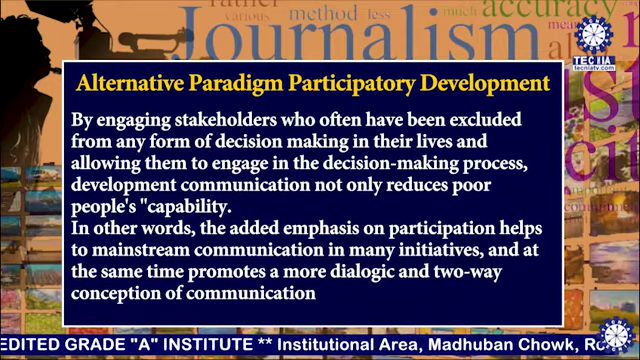 rather
various
method
less
much
accuracy
mean
Journalism
TECNIA
tecniatv.com
Alternative Paradigm Participatory Development
By engaging stakeholders who often have been excluded
from any form of decision making in their lives and
allowing them to engage in the decision-making process,
development communication not only reduces poor
people's "capability.
In other words, the added emphasis on participation helps
to mainstream communication in many initiatives, and at
the same time promotes a more dialogic and two-way
conception of communication
EDITED GRADE "A" INSTITUTE ** Institutional Area, Madhuban Chowk, Ro